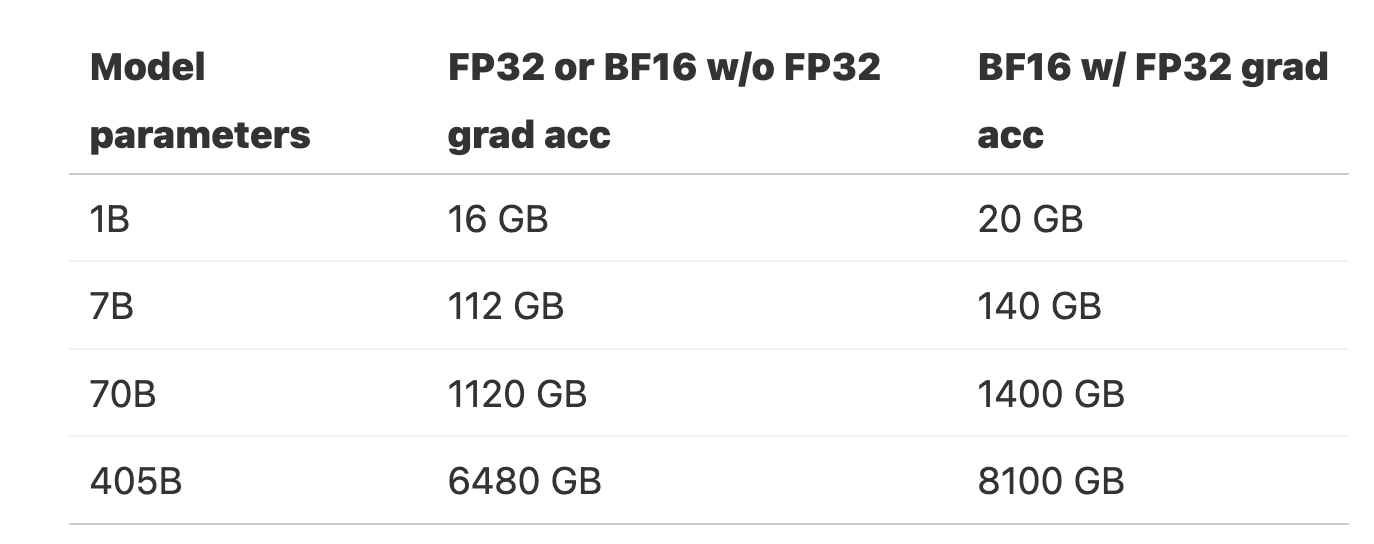 Model parameters FP32 or BF16 w/o FP32 grad acc BF16 w/ FP32 grad acc
1B 16 GB 20 GB
7B 112 GB 140 GB
70B 1120 GB 1400 GB
405B 6480 GB 8100 GB